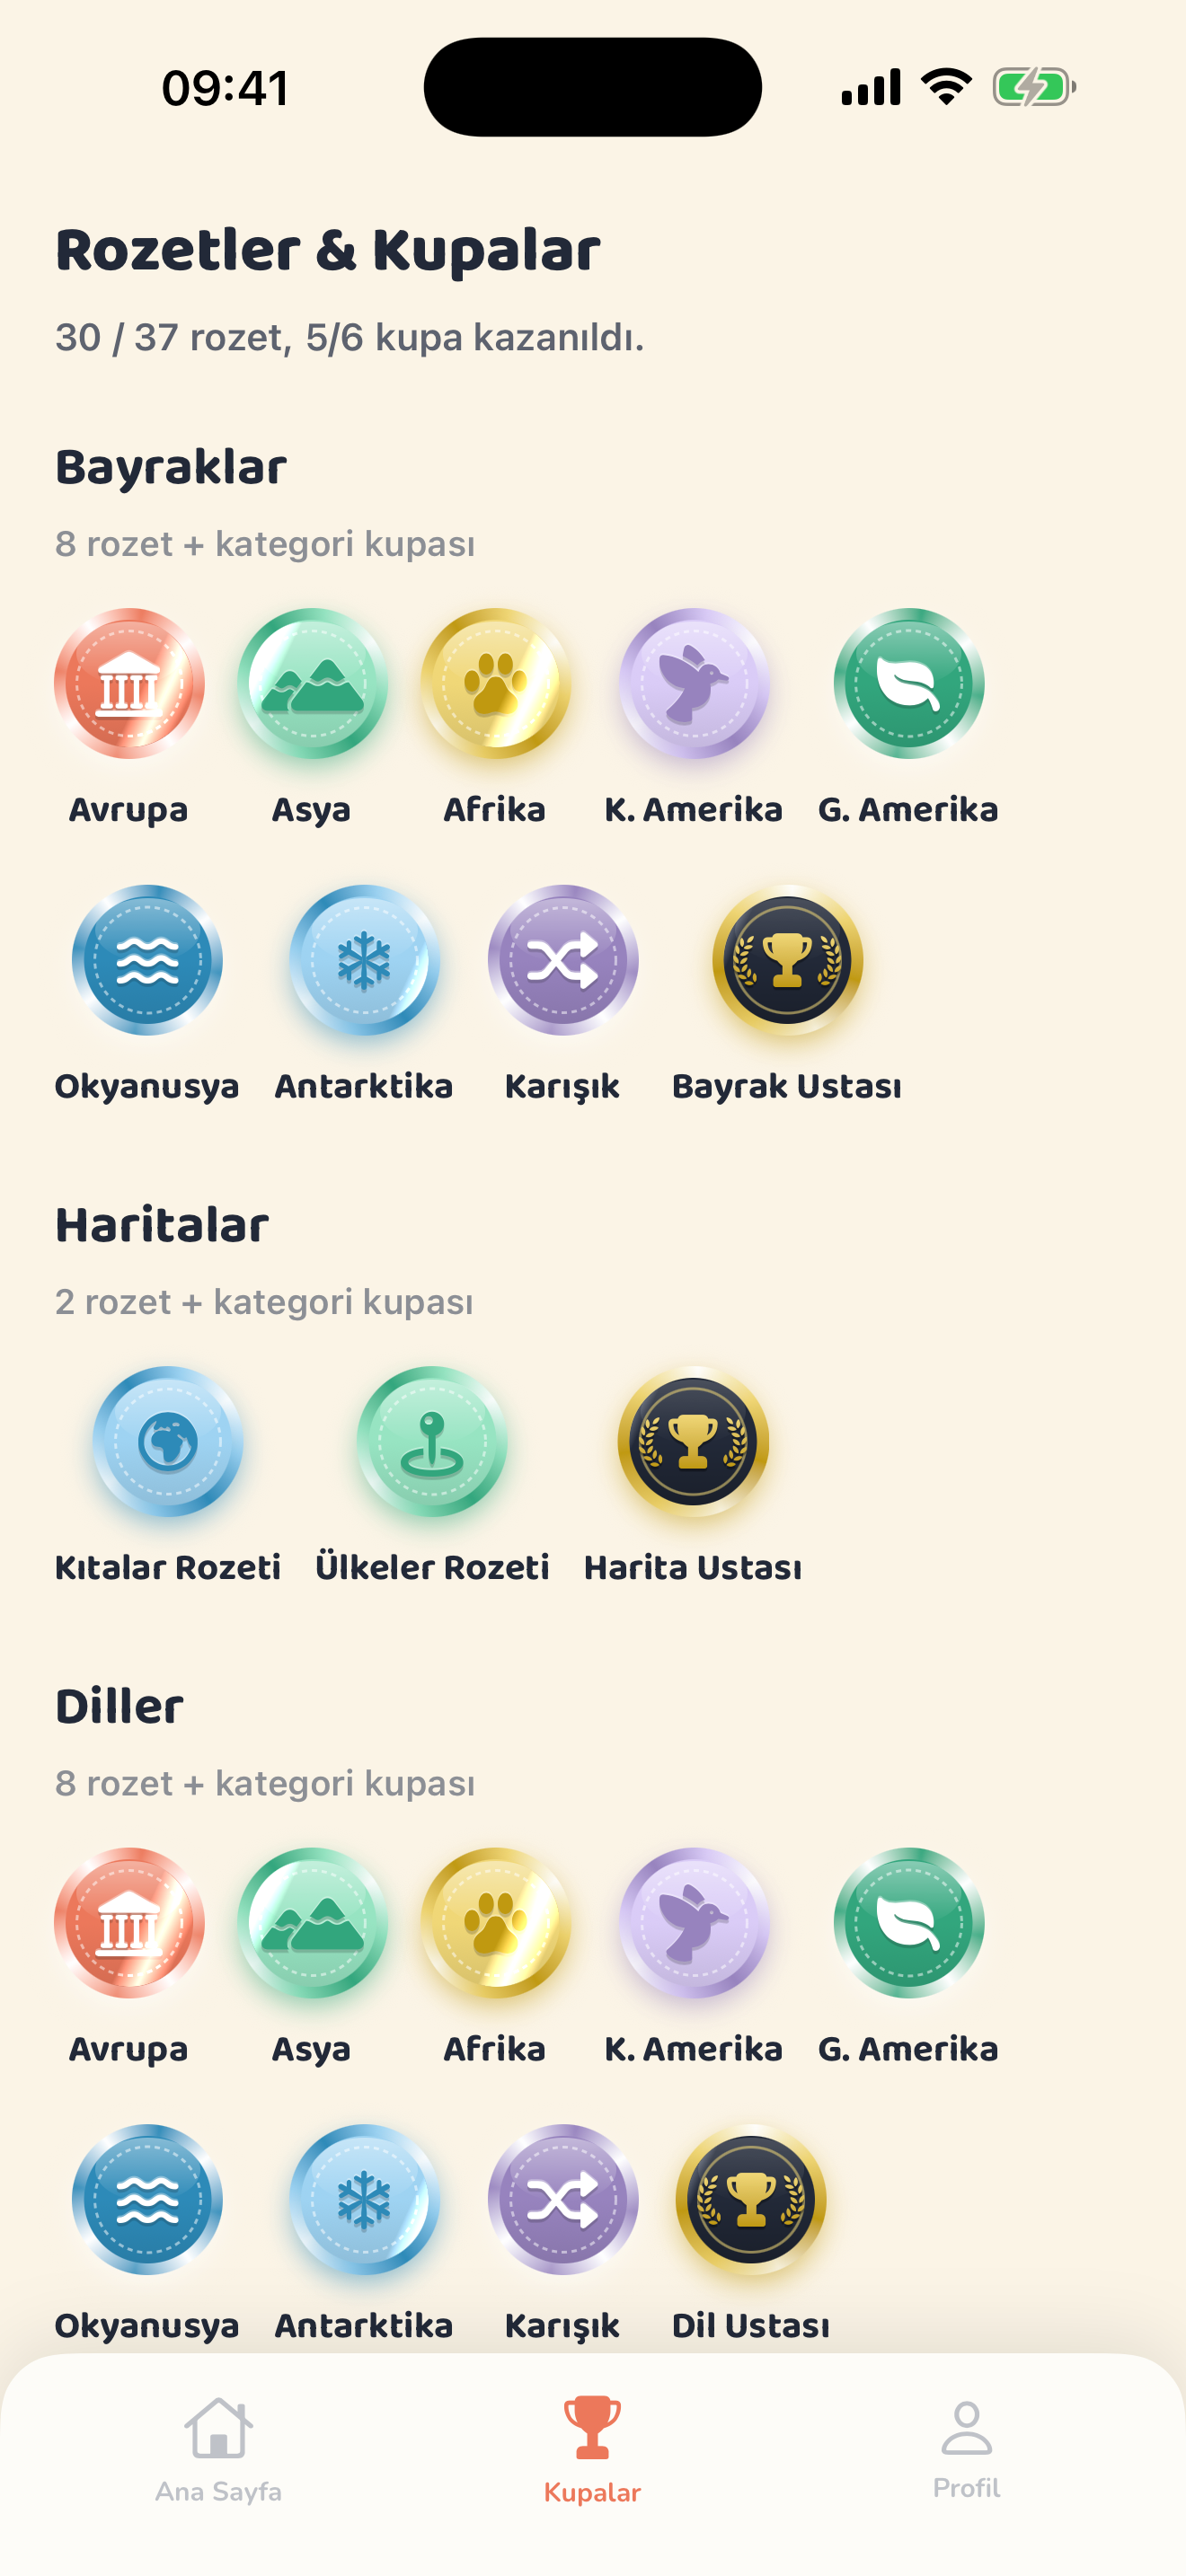 09:41
Rozetler & Kupalar
30 / 37 rozet, 5/6 kupa kazanıldı.
Bayraklar
8 rozet + kategori kupası
Avrupa Asya Afrika K. Amerika G. Amerika
Okyanusya Antarktika Karışık Bayrak Ustası
Haritalar
2 rozet + kategori kupası
Kıtalar Rozeti Ülkeler Rozeti Harita Ustası
Diller
8 rozet + kategori kupası
Avrupa Asya Afrika K. Amerika G. Amerika
Okyanusya Antarktika Karışık Dil Ustası
Ana Sayfa Kupalar Profil